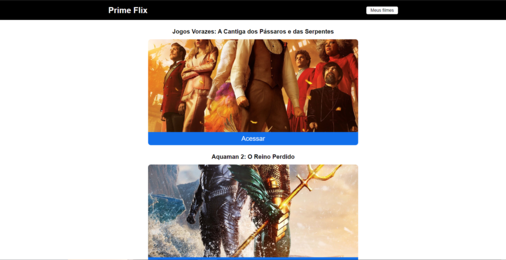 Prime Flix
Meus filmes
Jogos Vorazes: A Cantiga dos Pássaros e das Serpentes
Acessar
Aquaman 2: O Reino Perdido